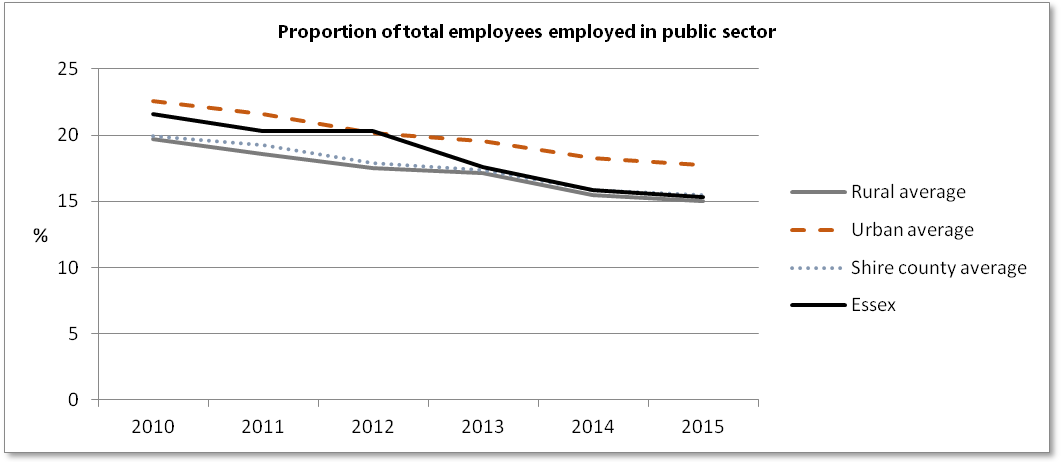 Proportion of total employees employed in public sector
25
20
15
10
5
0
%
2010 2011 2012 2013 2014 2015
Rural average
Urban average
Shire county average
Essex